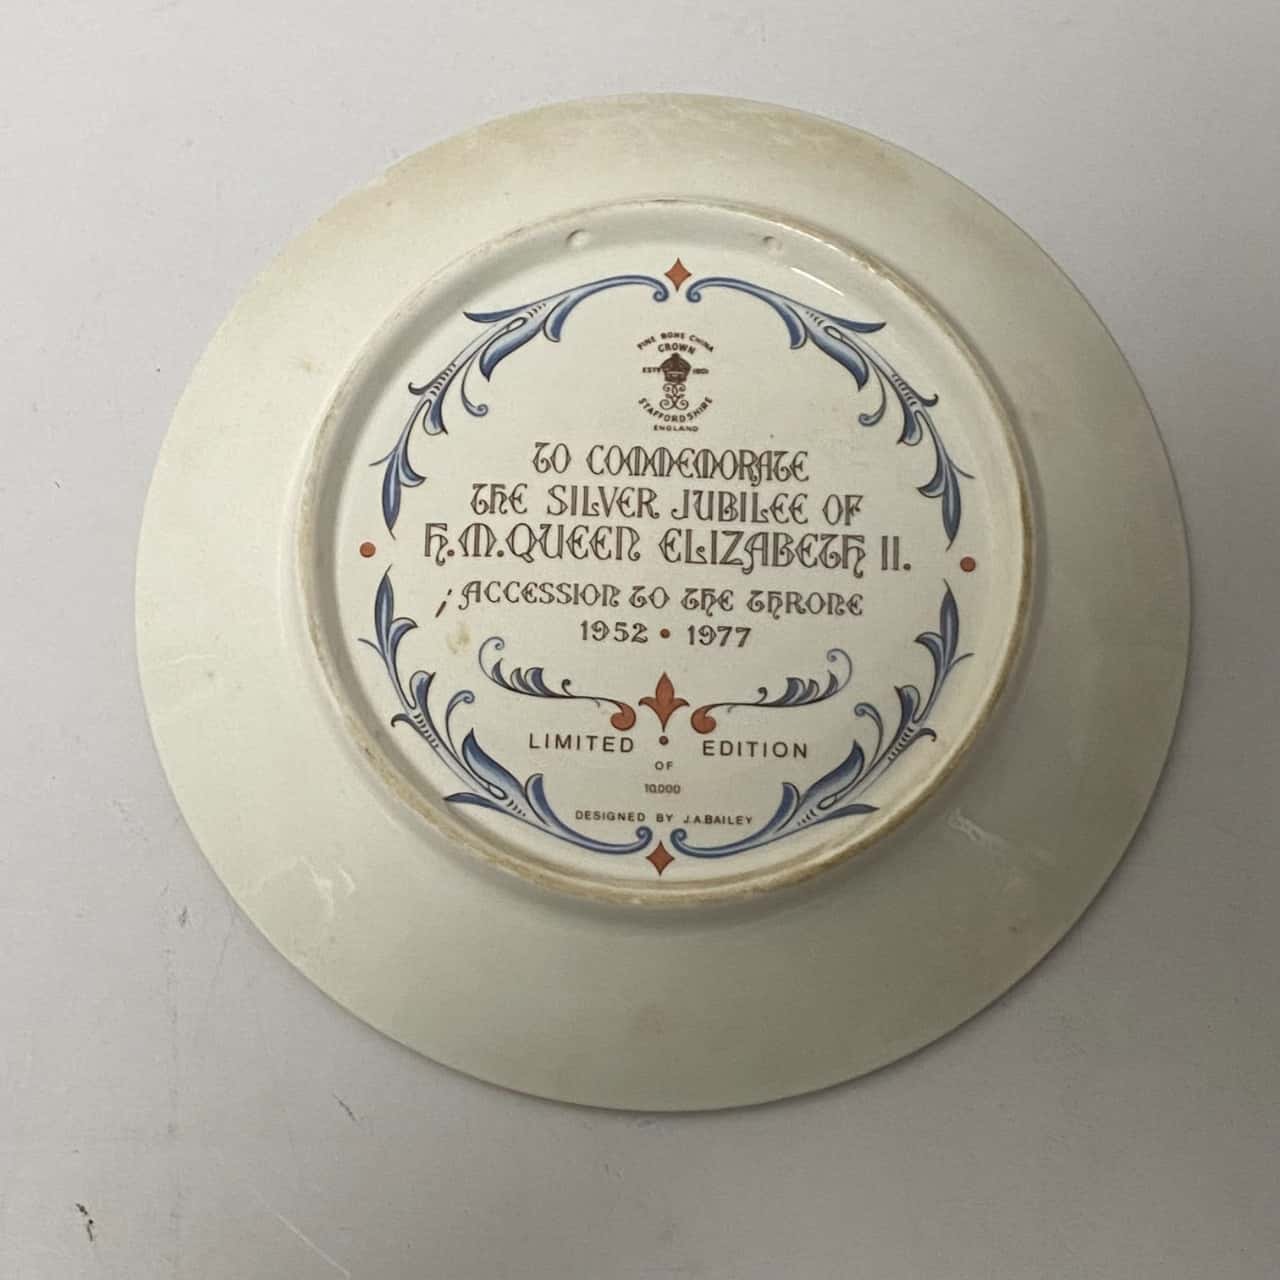 FINE BONE CHINA
CROWN
ESTD 1801
STAFFORDSHIRE
ENGLAND
TO COMMEMORATE
THE SILVER JUBILEE OF
H.M. QUEEN ELIZABETH II.
ACCESSION TO THE THRONE
1952 • 1977
LIMITED • EDITION
OF
10,000
DESIGNED BY J.A.BAILEY